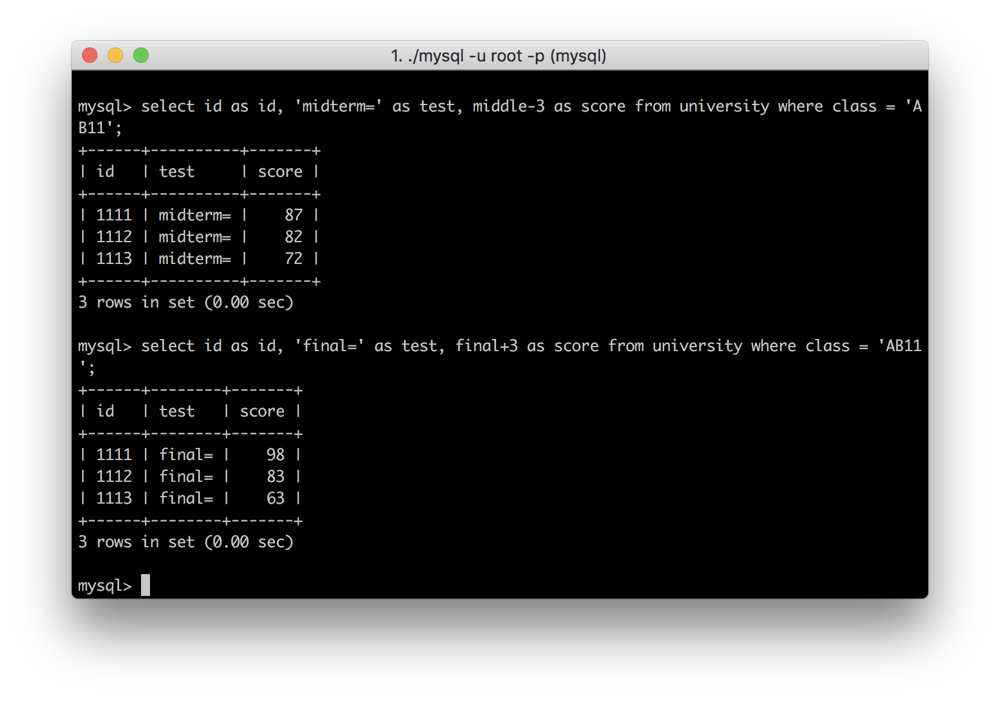 1. ./mysql -u root -p (mysql)
mysql> select id as id, 'midterm=' as test, middle-3 as score from university where class = 'A
B11';
+------+----------+-------+
| id   | test     | score |
+------+----------+-------+
| 1111 | midterm= |    87 |
| 1112 | midterm= |    82 |
| 1113 | midterm= |    72 |
+------+----------+-------+
3 rows in set (0.00 sec)
mysql> select id as id, 'final=' as test, final+3 as score from university where class = 'AB11
';
+------+--------+-------+
| id   | test   | score |
+------+--------+-------+
| 1111 | final= |    98 |
| 1112 | final= |    83 |
| 1113 | final= |    63 |
+------+--------+-------+
3 rows in set (0.00 sec)
mysql>